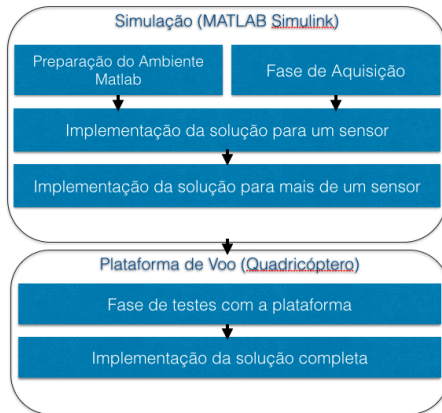 Simulação (MATLAB Simulink)
Preparação do Ambiente
Matlab
Fase de Aquisição
Implementação da solução para um sensor
Implementação da solução para mais de um sensor
Plataforma de Voo (Quadricóptero)
Fase de testes com a plataforma
Implementação da solução completa